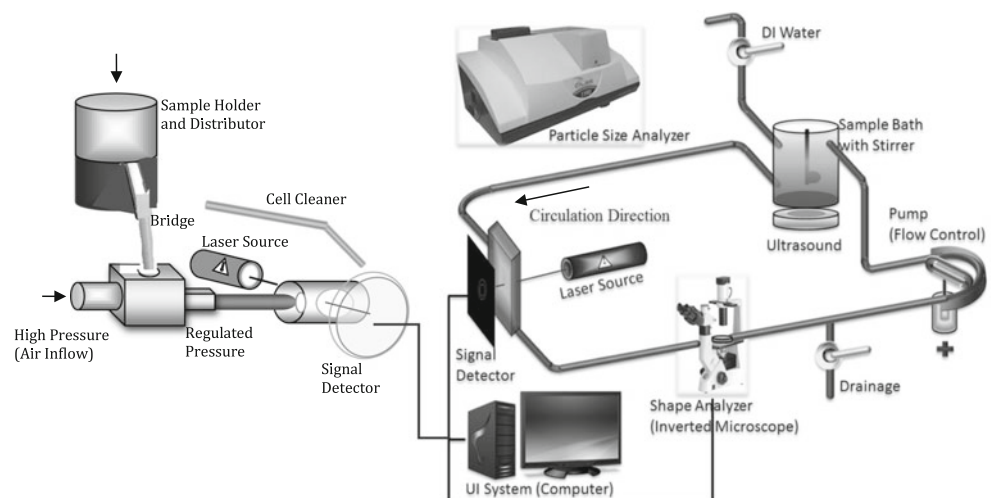 Sample Holder
and Distributor
Bridge
Cell Cleaner
Laser Source
High Pressure
(Air Inflow)
Regulated
Pressure
Signal
Detector
Particle Size Analyzer
DI Water
Sample Bath
with Stirrer
Circulation Direction
Ultrasound
Pump
(Flow Control)
Laser Source
Signal
Detector
Shape Analyzer
(Inverted Microscope)
Drainage
UI System (Computer)